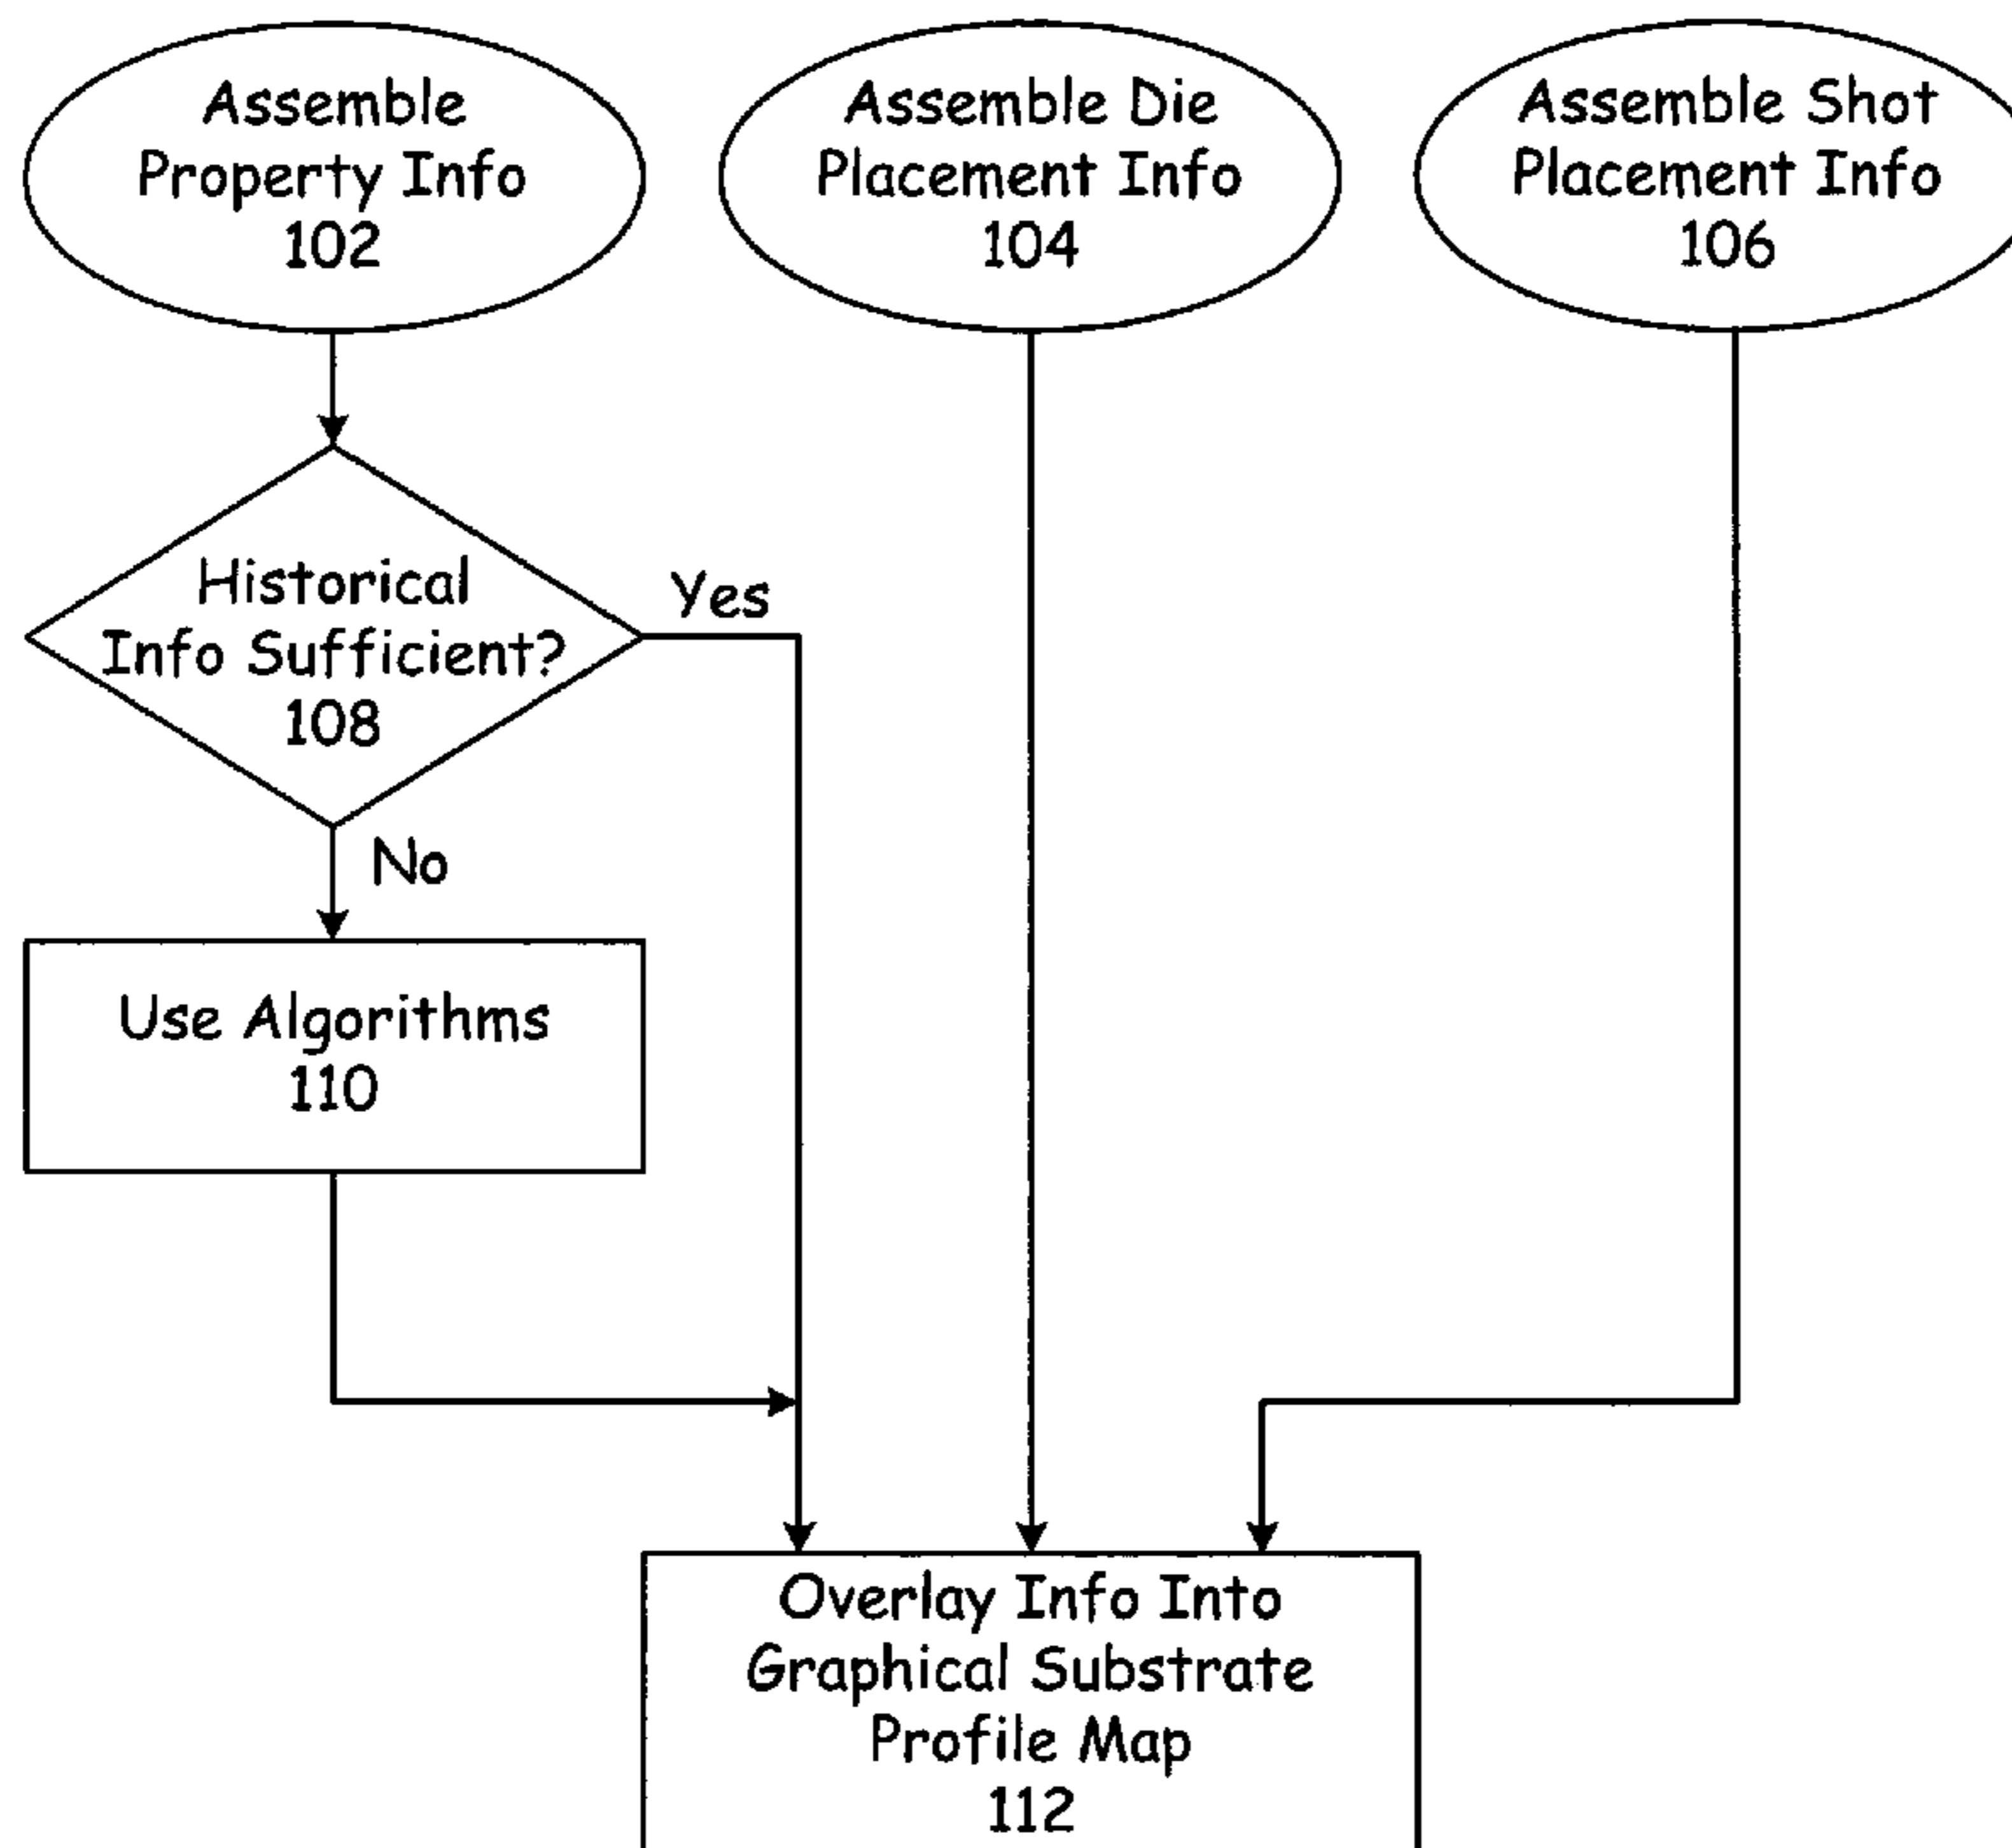 Assemble
Property Info
102
Assemble Die
Placement Info
104
Assemble Shot
Placement Info
106
Historical
Info Sufficient?
108
Yes
No
Use Algorithms
110
Overlay Info Into
Graphical Substrate
Profile Map
112